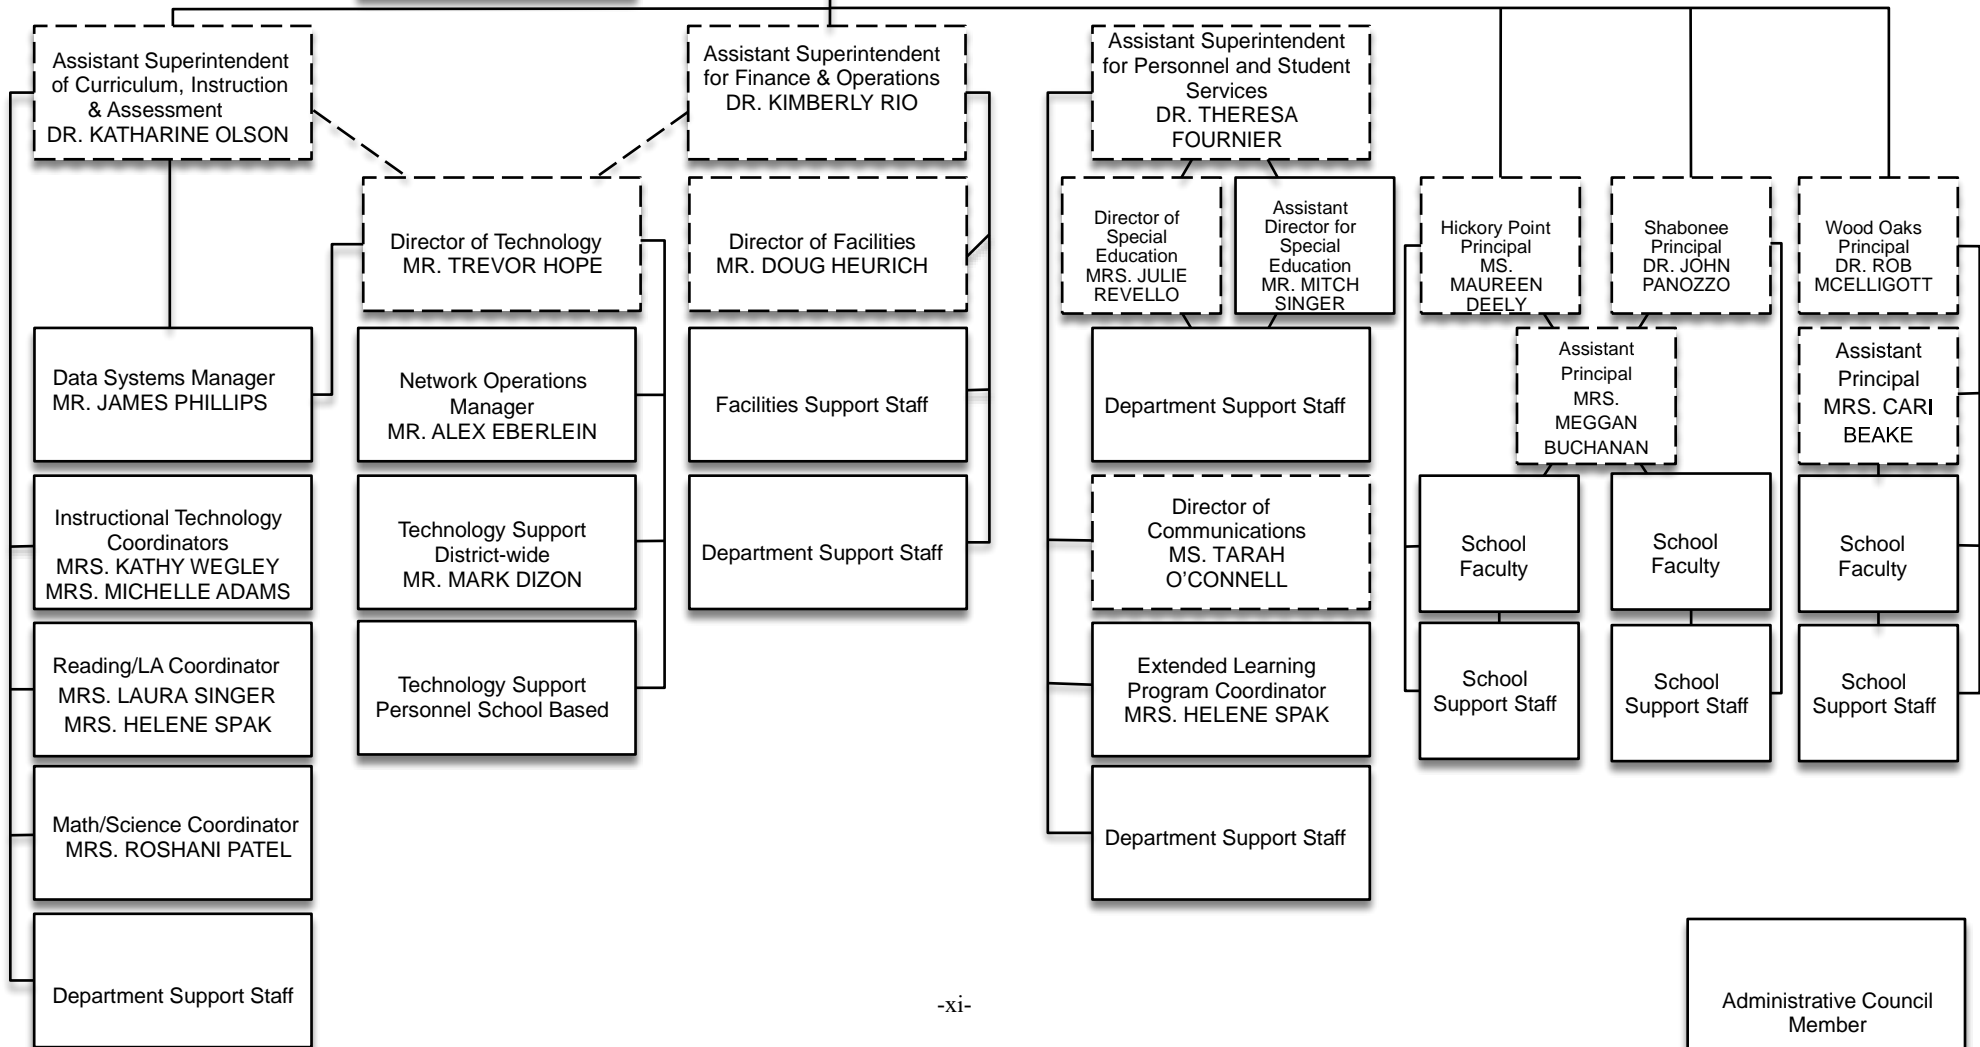 Assistant Superintendent
of Curriculum, Instruction
& Assessment
DR. KATHARINE OLSON
Assistant Superintendent
for Finance & Operations
DR. KIMBERLY RIO
Assistant Superintendent
for Personnel and Student
Services
DR. THERESA
FOURNIER
Director of Technology
MR. TREVOR HOPE
Director of Facilities
MR. DOUG HEURICH
Director of
Special
Education
MRS. JULIE
REVELLO
Assistant
Director for
Special
Education
MR. MITCH
SINGER
Hickory Point
Principal
MS.
MAUREEN
DEELY
Shabonee
Principal
DR. JOHN
PANOZZO
Wood Oaks
Principal
DR. ROB
MCELLIGOTT
Data Systems Manager
MR. JAMES PHILLIPS
Network Operations
Manager
MR. ALEX EBERLEIN
Facilities Support Staff
Department Support Staff
Assistant
Principal
MRS.
MEGGAN
BUCHANAN
Assistant
Principal
MRS. CARI
BEAKE
Instructional Technology
Coordinators
MRS. KATHY WEGLEY
MRS. MICHELLE ADAMS
Technology Support
District-wide
MR. MARK DIZON
Department Support Staff
Director of
Communications
MS. TARAH
O’CONNELL
School
Faculty
School
Faculty
School
Faculty
Reading/LA Coordinator
MRS. LAURA SINGER
MRS. HELENE SPAK
Technology Support
Personnel School Based
Extended Learning
Program Coordinator
MRS. HELENE SPAK
School
Support Staff
School
Support Staff
School
Support Staff
Math/Science Coordinator
MRS. ROSHANI PATEL
Department Support Staff
Department Support Staff
-xi-
Administrative Council
Member